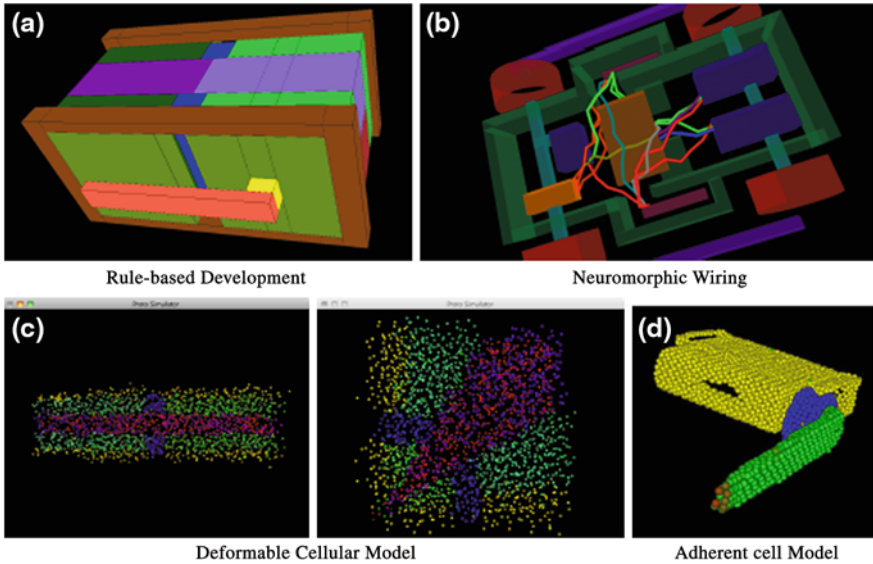 (a)
(b)
Rule-based Development
Neuromorphic Wiring
Proto Simulator
Proto Simulator
(c)
(d)
Deformable Cellular Model
Adherent cell Model